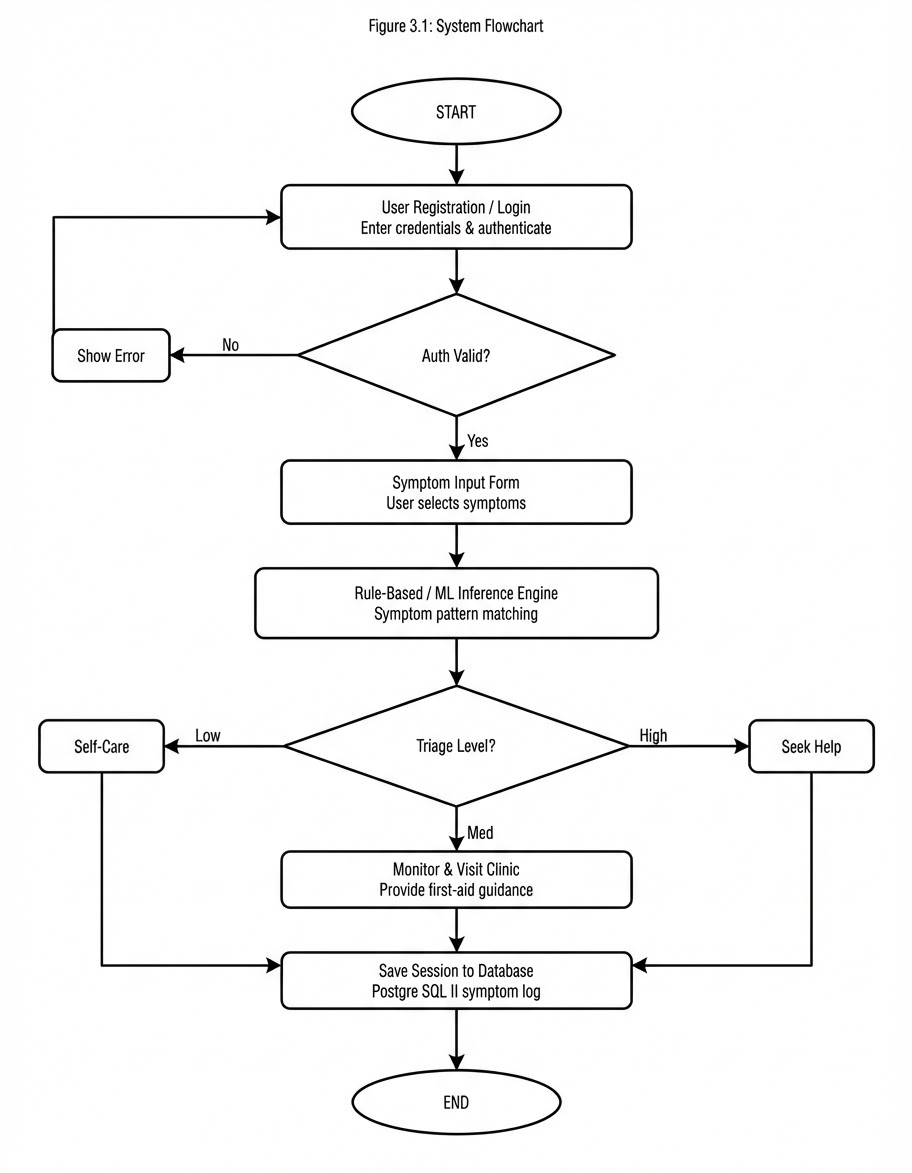 Figure 3.1: System Flowchart
START
User Registration / Login
Enter credentials & authenticate
Auth Valid?
No
Show Error
Yes
Symptom Input Form
User selects symptoms
Rule-Based / ML Inference Engine
Symptom pattern matching
Triage Level?
Low
Self-Care
High
Seek Help
Med
Monitor & Visit Clinic
Provide first-aid guidance
Save Session to Database
Postgre SQL II symptom log
END